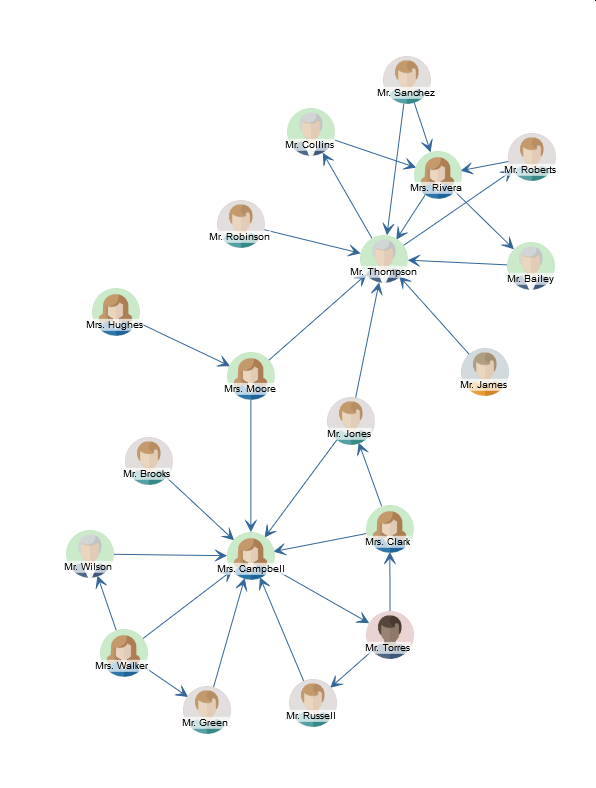 Mr. Sanchez
Mr. Collins
Mr. Roberts
Mrs. Rivera
Mr. Robinson
Mr. Thompson
Mr. Bailey
Mrs. Hughes
Mr. James
Mrs. Moore
Mr. Jones
Mr. Brooks
Mrs. Clark
Mr. Wilson
Mrs. Campbell
Mr. Torres
Mrs. Walker
Mr. Russell
Mr. Green